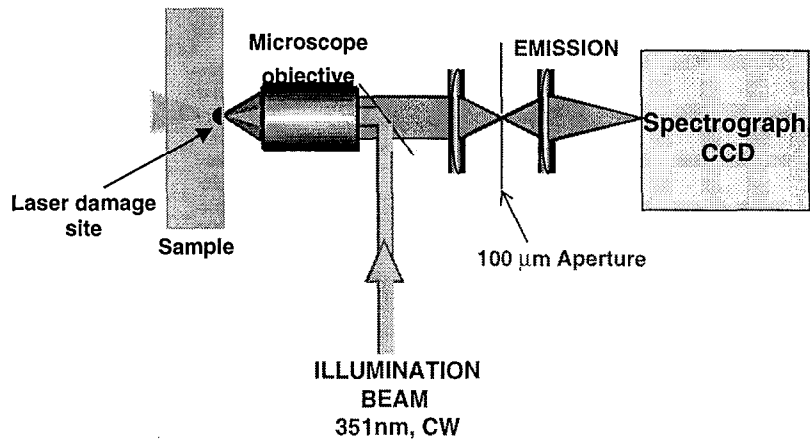 Microscope
objective
EMISSION
Spectrograph
CCD
Laser damage
site
Sample
100 µm Aperture
ILLUMINATION
BEAM
351nm, CW